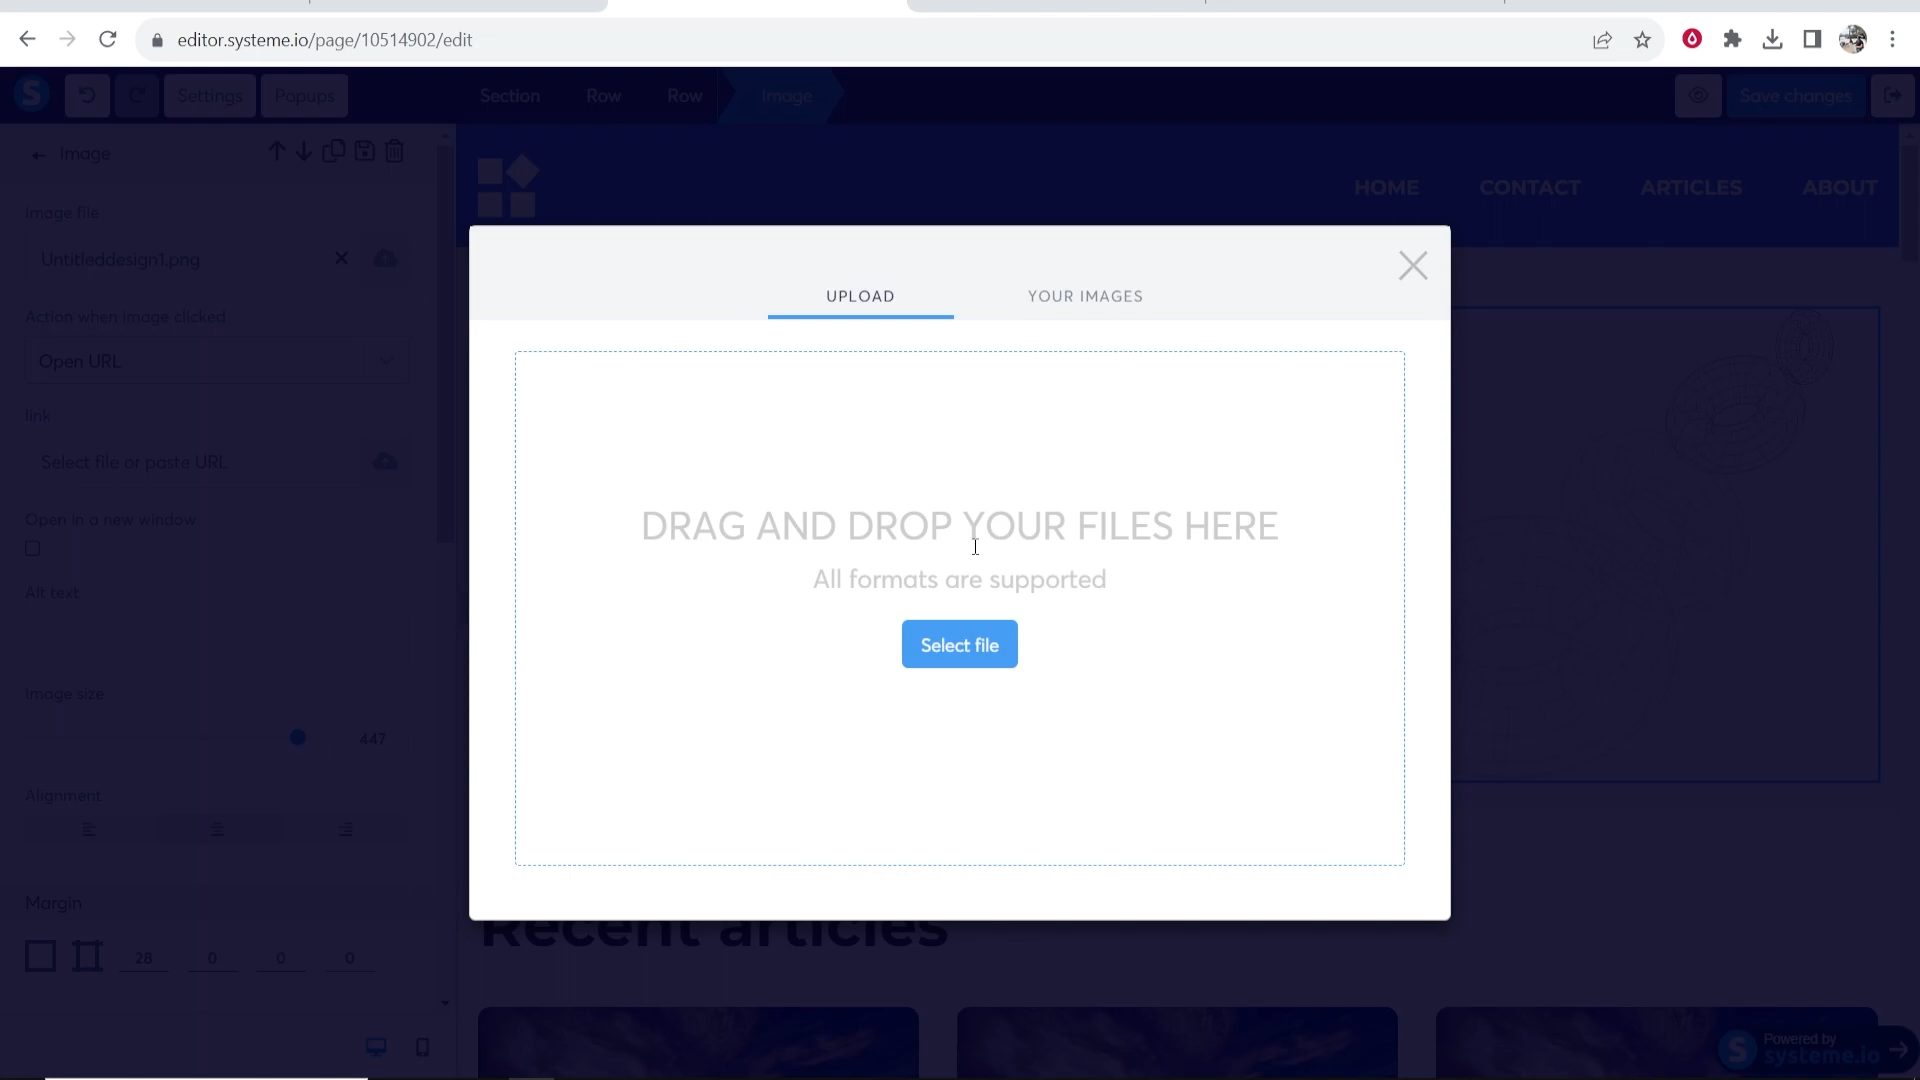 editor.systeme.io/page/10514902/edit
S
Settings
Popups
Section
Row
Row
Image
Save changes
Image
Image file
Untitleddesign1.png
Action when image clicked
Open URL
link
Select file or paste URL
Open in a new window
Alt text
Image size
447
Alignment
Margin
28
0
0
0
HOME
CONTACT
ARTICLES
ABOUT
UPLOAD
YOUR IMAGES
DRAG AND DROP YOUR FILES HERE
All formats are supported
Select file
Recent articles
S
Powered by
systeme.io